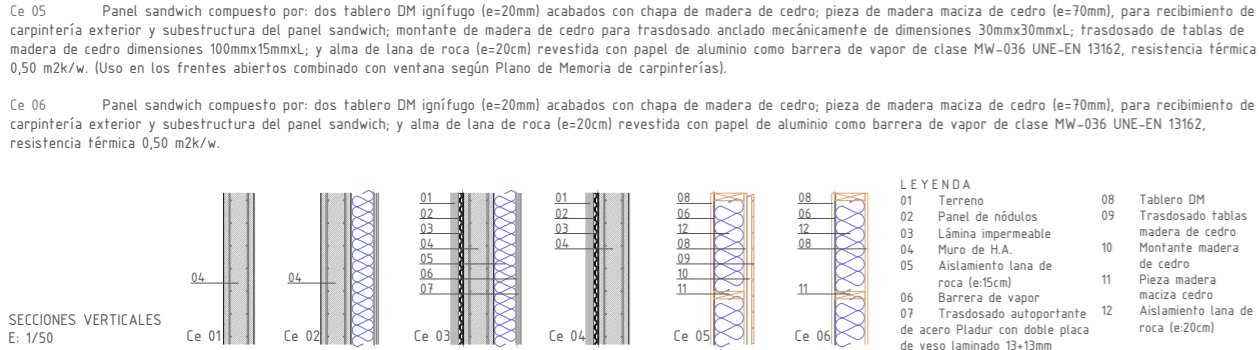 Ce 05 Panel sandwich compuesto por: dos tablero DM ignífugo (e=20mm) acabados con chapa de madera de cedro; pieza de madera maciza de cedro (e=70mm), para recibimiento de
carpintería exterior y subestructura del panel sandwich; montante de madera de cedro para trasdosado anclado mecánicamente de dimensiones 30mmx30mmxL; trasdosado de tablas de
madera de cedro dimensiones 100mmx15mmxL; y alma de lana de roca (e=20cm) revestida con papel de aluminio como barrera de vapor de clase MW-036 UNE-EN 13162, resistencia térmica
0,50 m2k/w. (Uso en los frentes abiertos combinado con ventana según Plano de Memoria de carpinterías).
Ce 06 Panel sandwich compuesto por: dos tablero DM ignífugo (e=20mm) acabados con chapa de madera de cedro; pieza de madera maciza de cedro (e=70mm), para recibimiento de
carpintería exterior y subestructura del panel sandwich; y alma de lana de roca (e=20cm) revestida con papel de aluminio como barrera de vapor de clase MW-036 UNE-EN 13162,
resistencia térmica 0,50 m2k/w.
SECCIONES VERTICALES
E: 1/50
04
Ce 01
04
Ce 02
01
02
03
04
05
06
07
Ce 03
01
02
03
04
Ce 04
08
06
12
08
09
10
11
Ce 05
08
06
12
08
11
Ce 06
LEYENDA
01 Terreno
02 Panel de nódulos
03 Lámina impermeable
04 Muro de H.A.
05 Aislamiento lana de
roca (e:15cm)
06 Barrera de vapor
07 Trasdosado autoportante
de acero Pladur con doble placa
de yeso laminado 13+13mm
08 Tablero DM
09 Trasdosado tablas
madera de cedro
10 Montante madera
de cedro
11 Pieza madera
maciza cedro
12 Aislamiento lana de
roca (e:20cm)